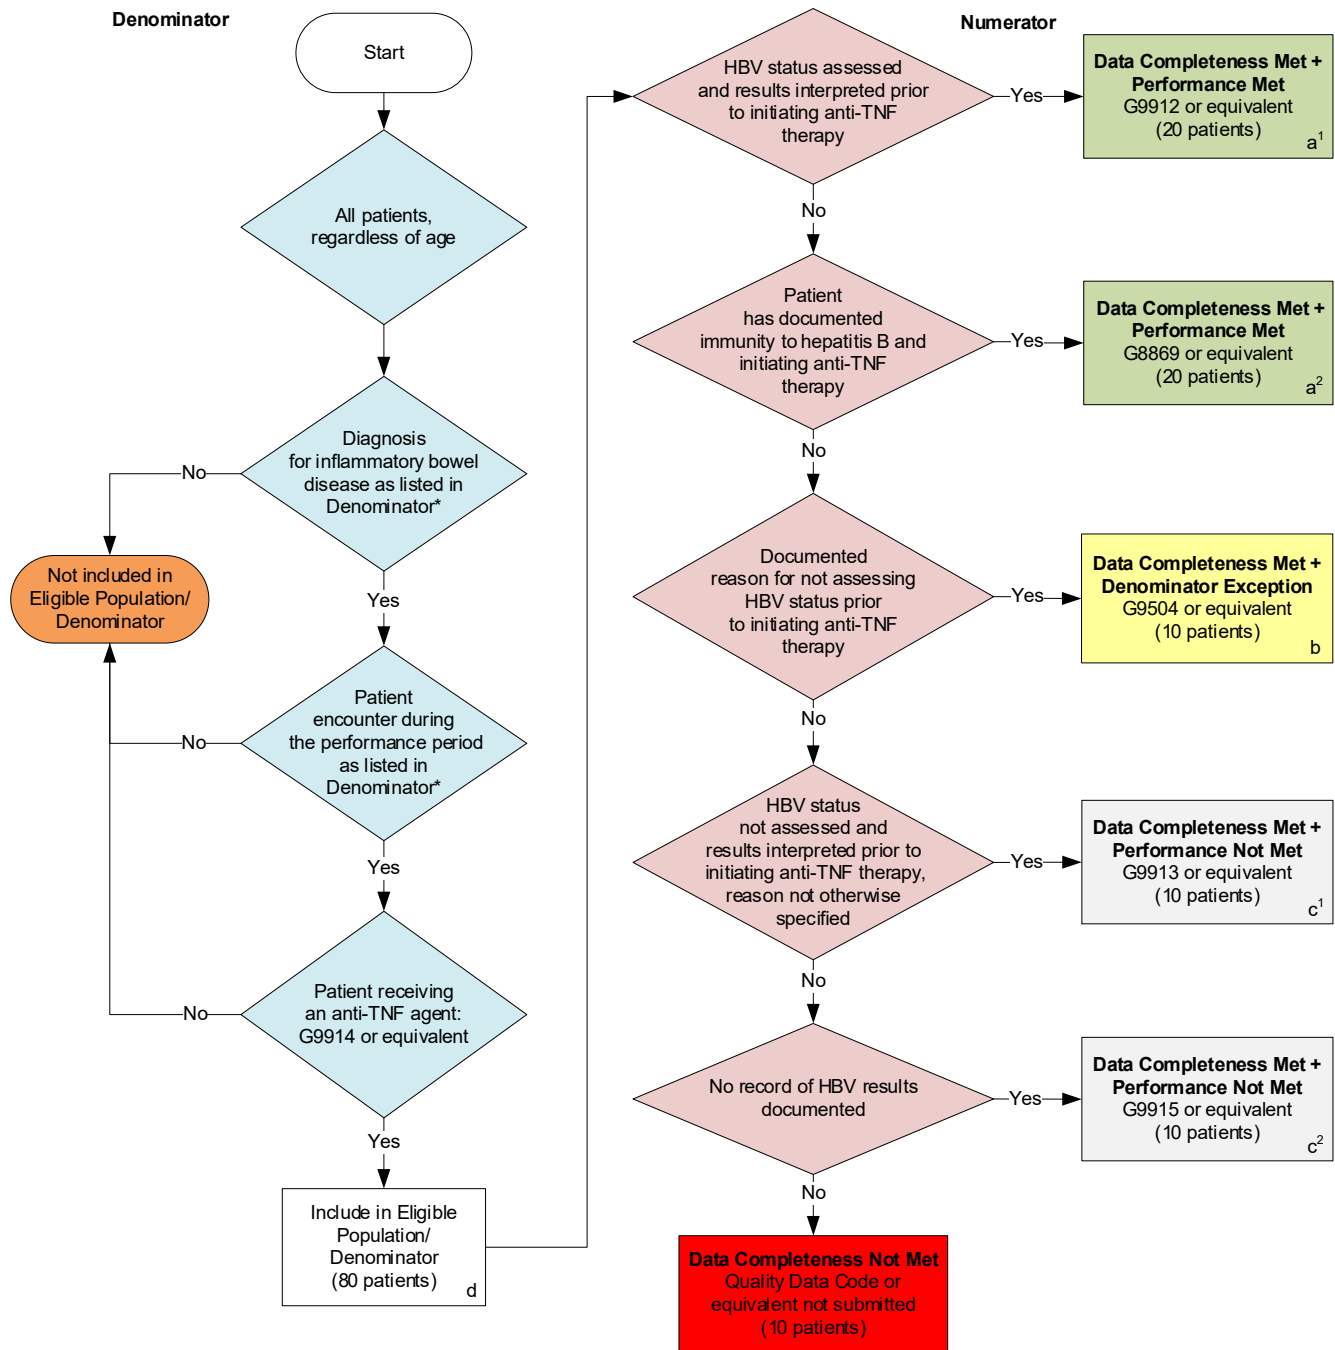 Denominator
Start
All patients,
regardless of age
Diagnosis
for inflammatory bowel
disease as listed in
Denominator*
No
Not included in
Eligible Population/
Denominator
Yes
Patient
encounter during
the performance period
as listed in
Denominator*
No
Yes
Patient receiving
an anti-TNF agent:
G9914 or equivalent
No
Yes
Include in Eligible
Population/
Denominator
(80 patients)
d
Numerator
HBV status assessed
and results interpreted prior
to initiating anti-TNF
therapy
Yes
Data Completeness Met +
Performance Met
G9912 or equivalent
(20 patients)
a¹
No
Patient
has documented
immunity to hepatitis B and
initiating anti-TNF
therapy
Yes
Data Completeness Met +
Performance Met
G8869 or equivalent
(20 patients)
a²
No
Documented
reason for not assessing
HBV status prior
to initiating anti-TNF
therapy
Yes
Data Completeness Met +
Denominator Exception
G9504 or equivalent
(10 patients)
b
No
HBV status
not assessed and
results interpreted prior to
initiating anti-TNF therapy,
reason not otherwise
specified
Yes
Data Completeness Met +
Performance Not Met
G9913 or equivalent
(10 patients)
c¹
No
No record of HBV results
documented
Yes
Data Completeness Met +
Performance Not Met
G9915 or equivalent
(10 patients)
c²
No
Data Completeness Not Met
Quality Data Code or
equivalent not submitted
(10 patients)